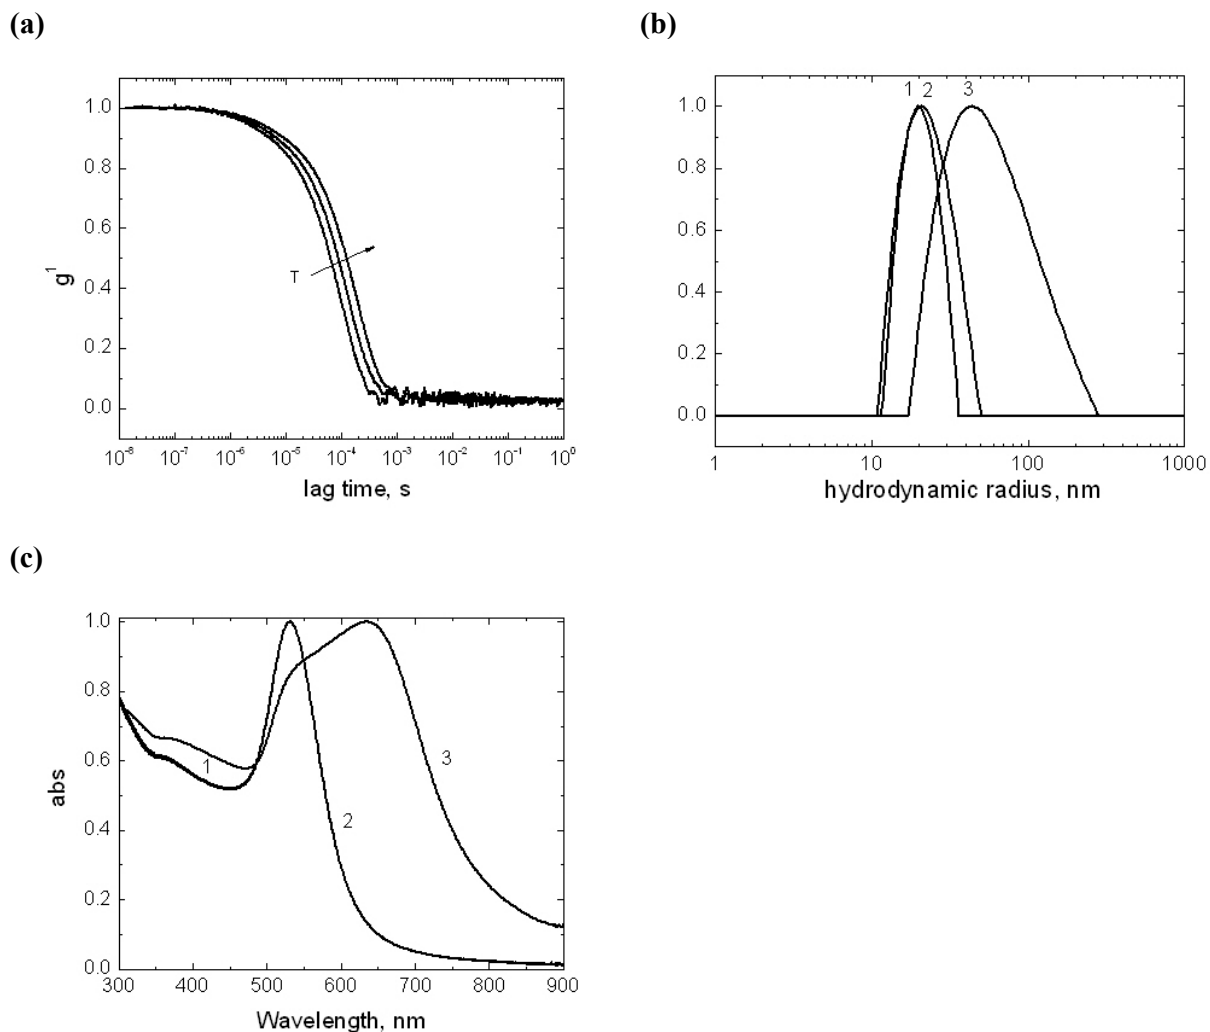 (a)
1.0
0.8
0.6
0.4
0.2
0.0
g¹
T
10⁻⁸ 10⁻⁷ 10⁻⁶ 10⁻⁵ 10⁻⁴ 10⁻³ 10⁻² 10⁻¹ 10⁰
lag time, s
(b)
1 2 3
1.0
0.8
0.6
0.4
0.2
0.0
1 10 100 1000
hydrodynamic radius, nm
(c)
1.0
0.8
0.6
0.4
0.2
0.0
abs
1
2
3
300 400 500 600 700 800 900
Wavelength, nm